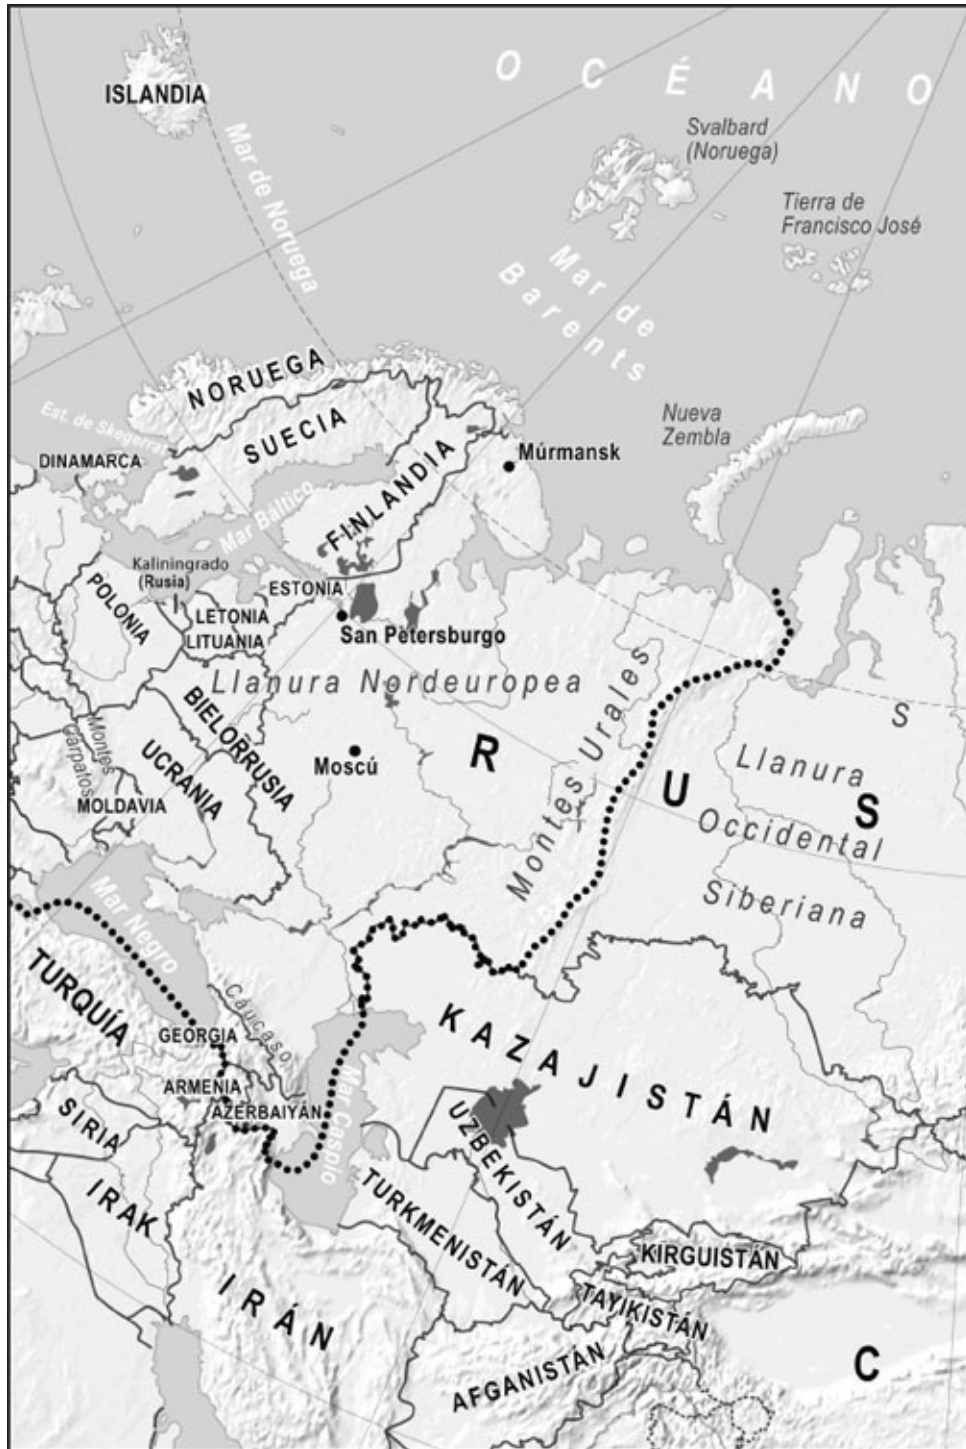 OCÉANO
ISLANDIA
Mar de Noruega
Svalbard
(Noruega)
Tierra de
Francisco José
Mar de
Barents
NORUEGA
SUECIA
Nueva
Zembla
Est. de Skagerrak
DINAMARCA
FINLANDIA
Múrmansk
Mar Báltico
Kaliningrado
(Rusia)
ESTONIA
POLONIA
LETONIA
LITUANIA
San Petersburgo
Llanura Nordeuropea
BIELORRUSIA
Montes Urales
S
Montes
Cárpatos
UCRANIA
Moscú
R U S
Llanura
Occidental
Siberiana
MOLDAVIA
Mar Negro
TURQUÍA
Cáucaso
GEORGIA
KAZAJISTÁN
ARMENIA
AZERBAIYÁN
Mar Caspio
SIRIA
UZBEKISTÁN
IRAK
TURKMENISTÁN
KIRGUISTÁN
IRÁN
TAYIKISTÁN
AFGANISTÁN
C